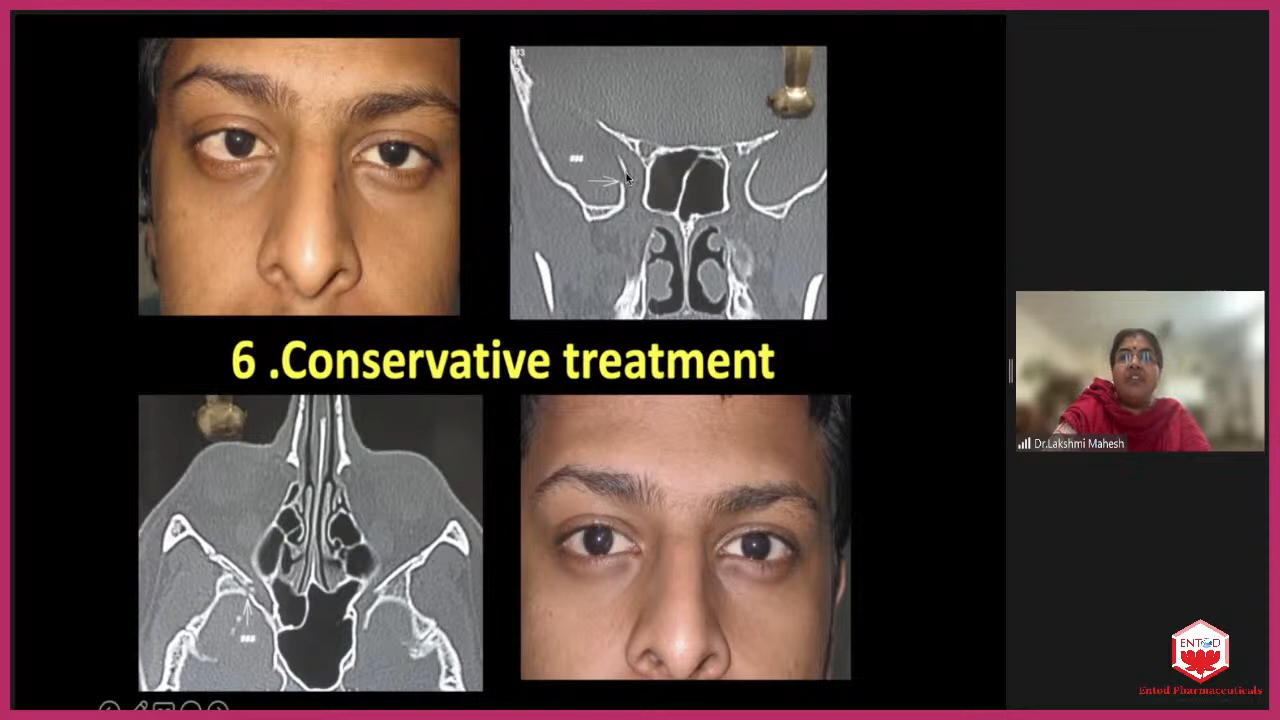 ###
6 .Conservative treatment
###
Dr.Lakshmi Mahesh
ENTOD
Entod Pharmaceuticals